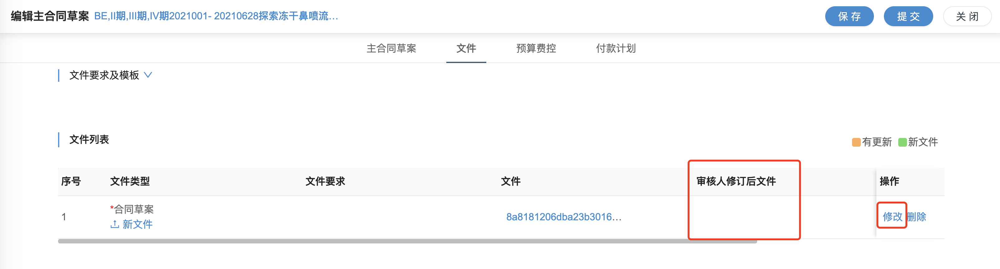 编辑主合同草案 BE,II期,III期,IV期2021001- 20210628探索冻干鼻喷流... 保 存 提 交 关 闭
主合同草案 文件 预算费控 付款计划
文件要求及模板
文件列表 有更新 新文件
序号 文件类型 文件要求 文件 审核人修订后文件 操作
*合同草案
1 8a8181206dba23b3016... 修改 删除
新文件